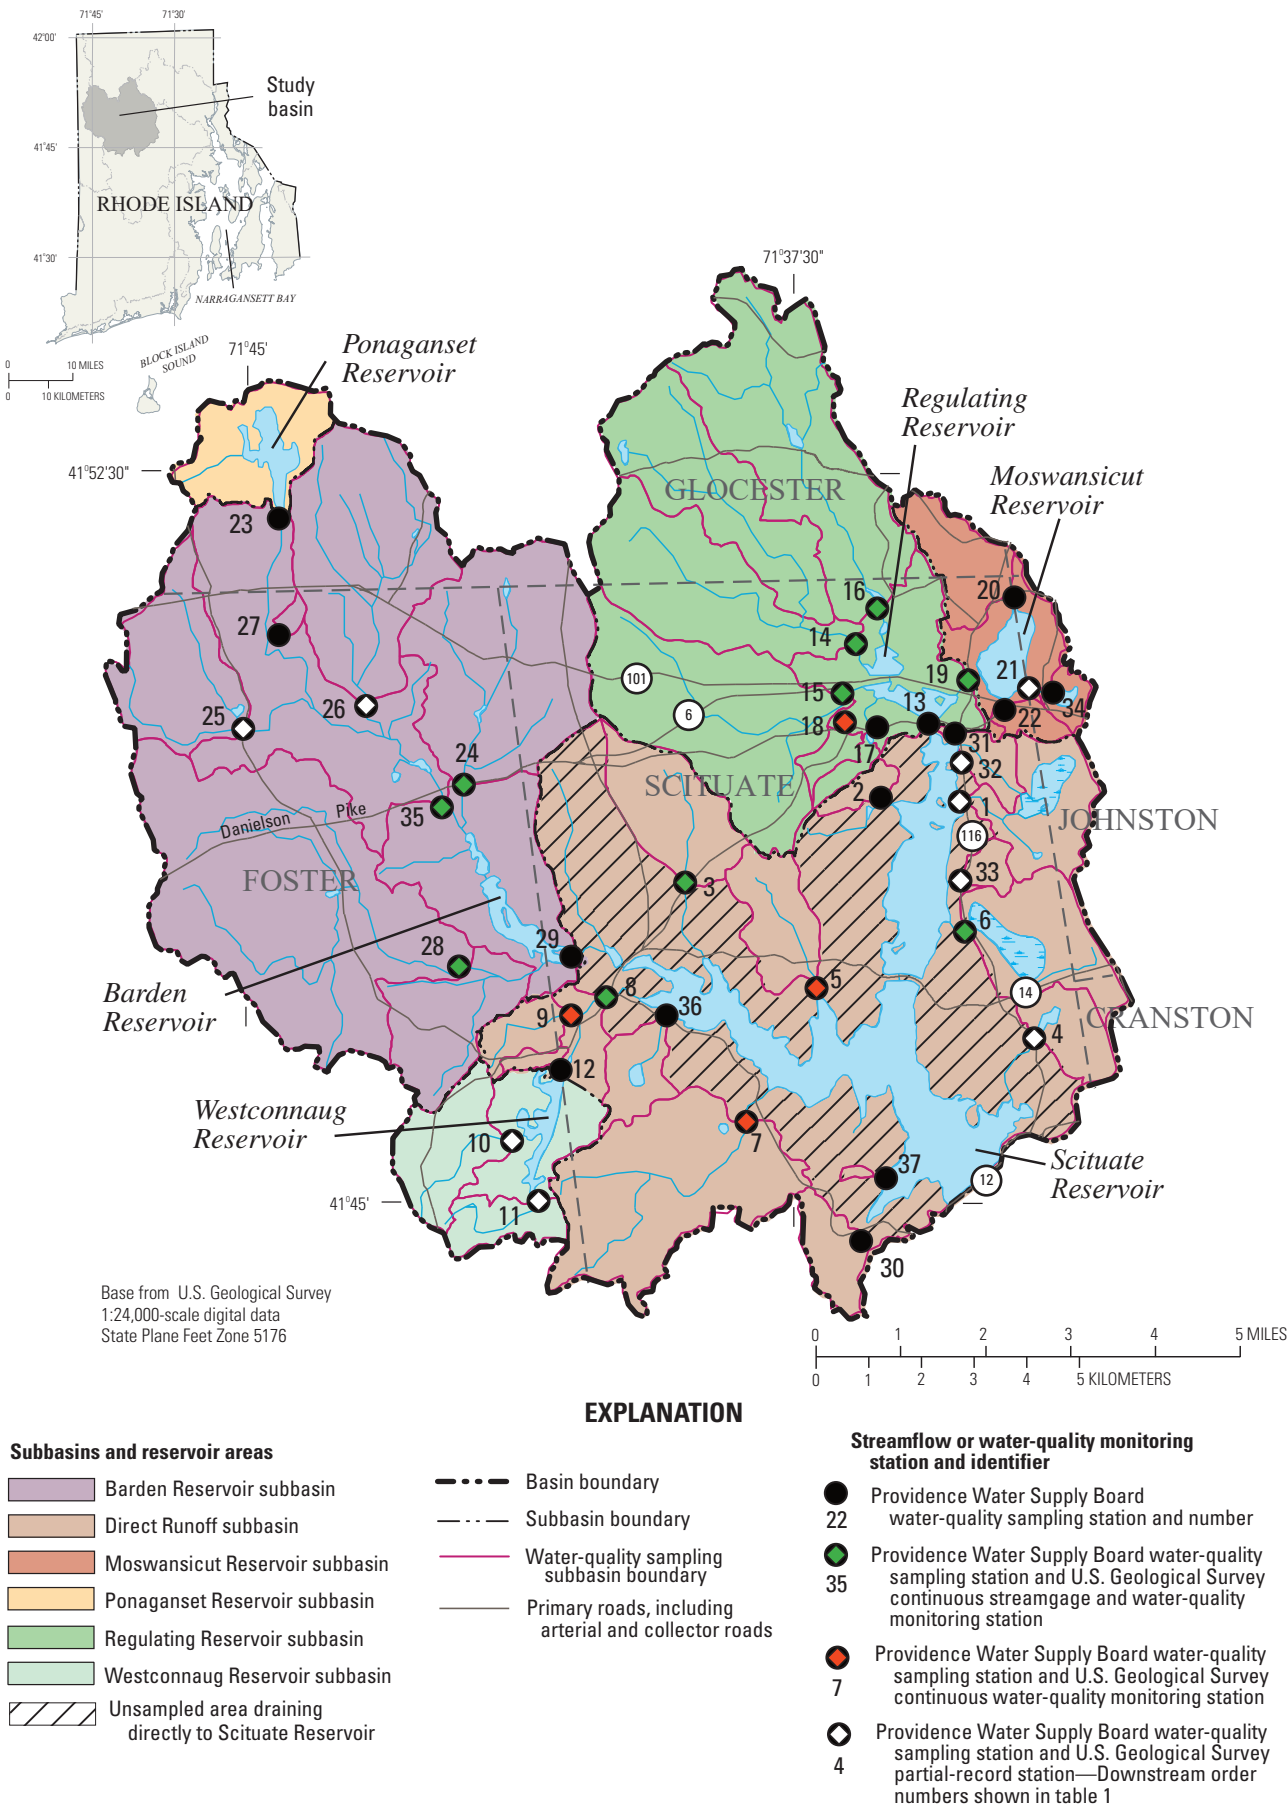 71°45'
71°30'
42°00'
Study
basin
41°45'
RHODE ISLAND
41°30'
NARRAGANSETT BAY
BLOCK ISLAND
SOUND
0
10 MILES
0
10 KILOMETERS
71°37'30"
71°45'
Ponaganset
Reservoir
Regulating
Reservoir
41°52'30"
Moswansicut
Reservoir
GLOCESTER
23
16
20
27
14
19
21
101
15
13
34
25
26
6
18
22
17
31
24
32
SCITUATE
2
35
Danielson
Pike
1
JOHNSTON
116
FOSTER
33
3
6
29
28
5
14
8
Barden
Reservoir
9
36
CRANSTON
4
12
Westconnaug
Reservoir
10
7
Scituate
Reservoir
37
12
41°45'
11
30
Base from U.S. Geological Survey
1:24,000-scale digital data
State Plane Feet Zone 5176
0
1
2
3
4
5 MILES
0
1
2
3
4
5 KILOMETERS
EXPLANATION
Subbasins and reservoir areas
Barden Reservoir subbasin
Direct Runoff subbasin
Moswansicut Reservoir subbasin
Ponaganset Reservoir subbasin
Regulating Reservoir subbasin
Westconnaug Reservoir subbasin
Unsampled area draining
directly to Scituate Reservoir
Basin boundary
Subbasin boundary
Water-quality sampling
subbasin boundary
Primary roads, including
arterial and collector roads
Streamflow or water-quality monitoring
station and identifier
Providence Water Supply Board
22
water-quality sampling station and number
Providence Water Supply Board water-quality
35
sampling station and U.S. Geological Survey
continuous streamgage and water-quality
monitoring station
Providence Water Supply Board water-quality
sampling station and U.S. Geological Survey
7
continuous water-quality monitoring station
Providence Water Supply Board water-quality
sampling station and U.S. Geological Survey
4
partial-record station—Downstream order
numbers shown in table 1